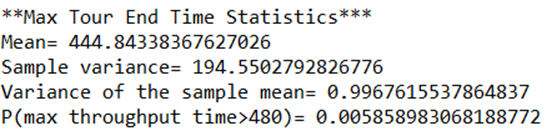 **Max Tour End Time Statistics***
Mean= 444.84338367627026
Sample variance= 194.5502792826776
Variance of the sample mean= 0.9967615537864837
P(max throughput time>480)= 0.005858983068188772